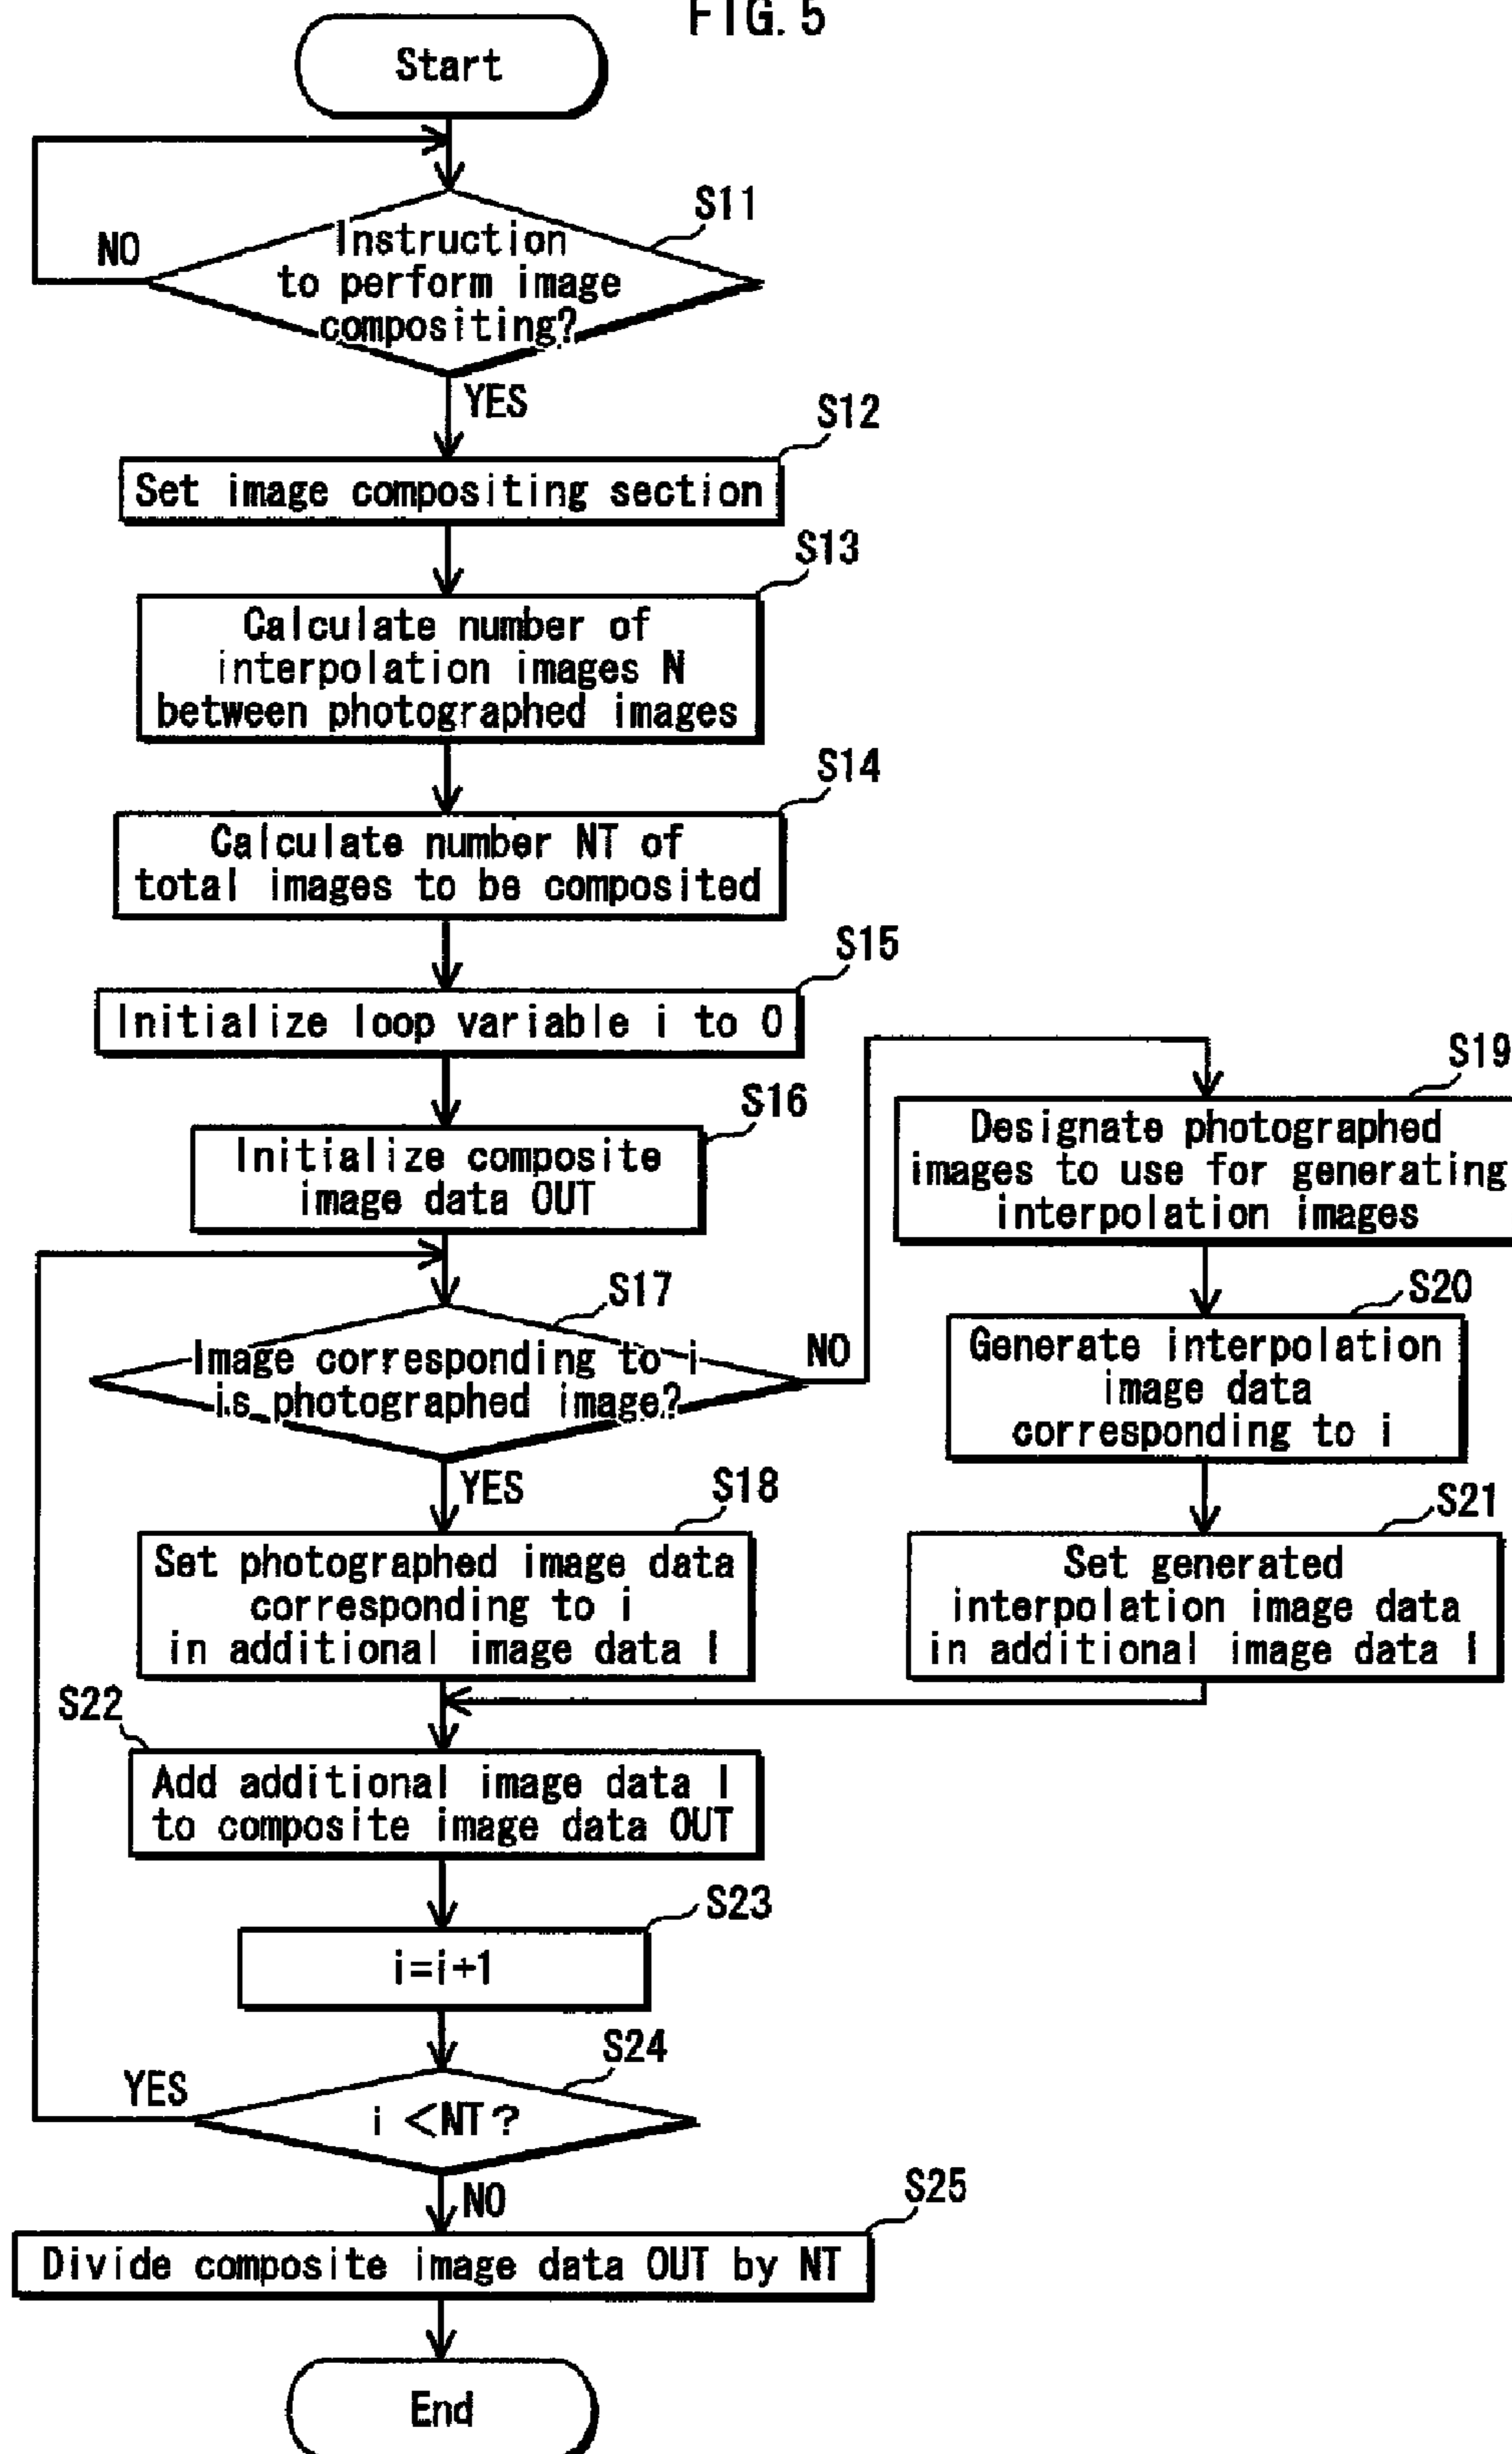 FIG. 5
Start
S11
Instruction
to perform image
compositing?
NO
YES
S12
Set image compositing section
S13
Calculate number of
interpolation images N
between photographed images
S14
Calculate number NT of
total images to be composited
S15
Initialize loop variable i to 0
S16
Initialize composite
image data OUT
S17
Image corresponding to i
is photographed image?
NO
YES
S18
Set photographed image data
corresponding to i
in additional image data I
S19
Designate photographed
images to use for generating
interpolation images
S20
Generate interpolation
image data
corresponding to i
S21
Set generated
interpolation image data
in additional image data I
S22
Add additional image data I
to composite image data OUT
S23
i=i+1
S24
i <NT?
YES
NO
S25
Divide composite image data OUT by NT
End